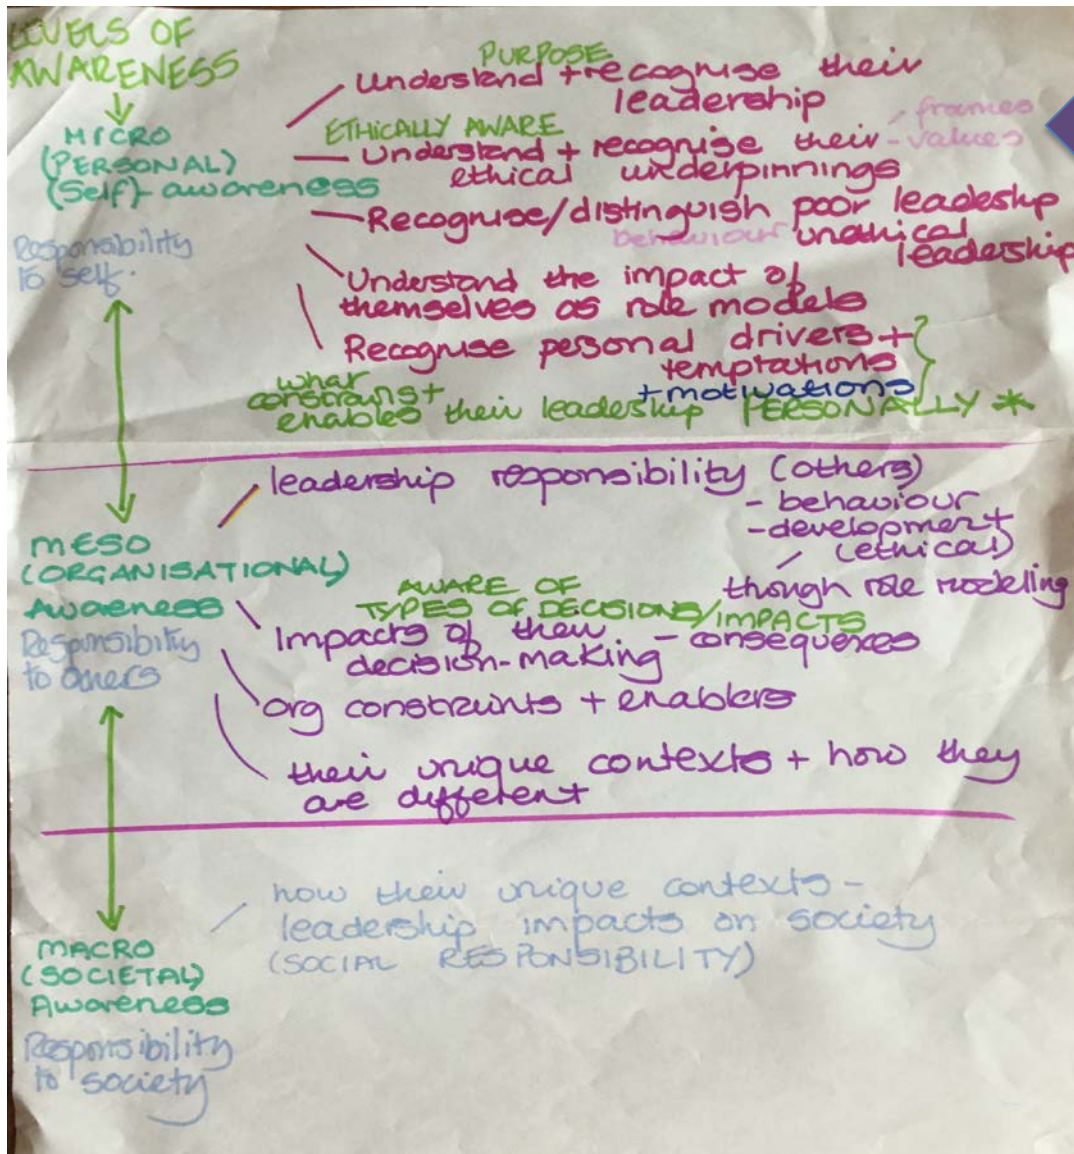 LEVELS OF
AWARENESS
MICRO
(PERSONAL)
(Self)-awareness
Responsibility
to self.
PURPOSE
understand + recognise their
leadership
ETHICALLY AWARE
- frames
understand + recognise their - values
ethical underpinnings
Recognise/distinguish poor leadeship
behaviour unethical
leadership
Understand the impact of
themselves as role models
Recognise personal drivers +
temptations
+ motivations
what
constrains +
enables their leadership PERSONALLY *
leadership responsibility (others)
- behaviour
- development
(ethical)
though role modeling
MESO
(ORGANISATIONAL)
Awareness
Responsibility
to others
AWARE OF
TYPES OF DECISIONS/IMPACTS
Impacts of their - consequences
decision-making
org constraints + enablers
their unique contexts + how they
are different
how their unique contexts -
leadership impacts on society
(SOCIAL RESPONSIBILITY)
MACRO
(SOCIETAL)
Awareness
Responsibility
to society